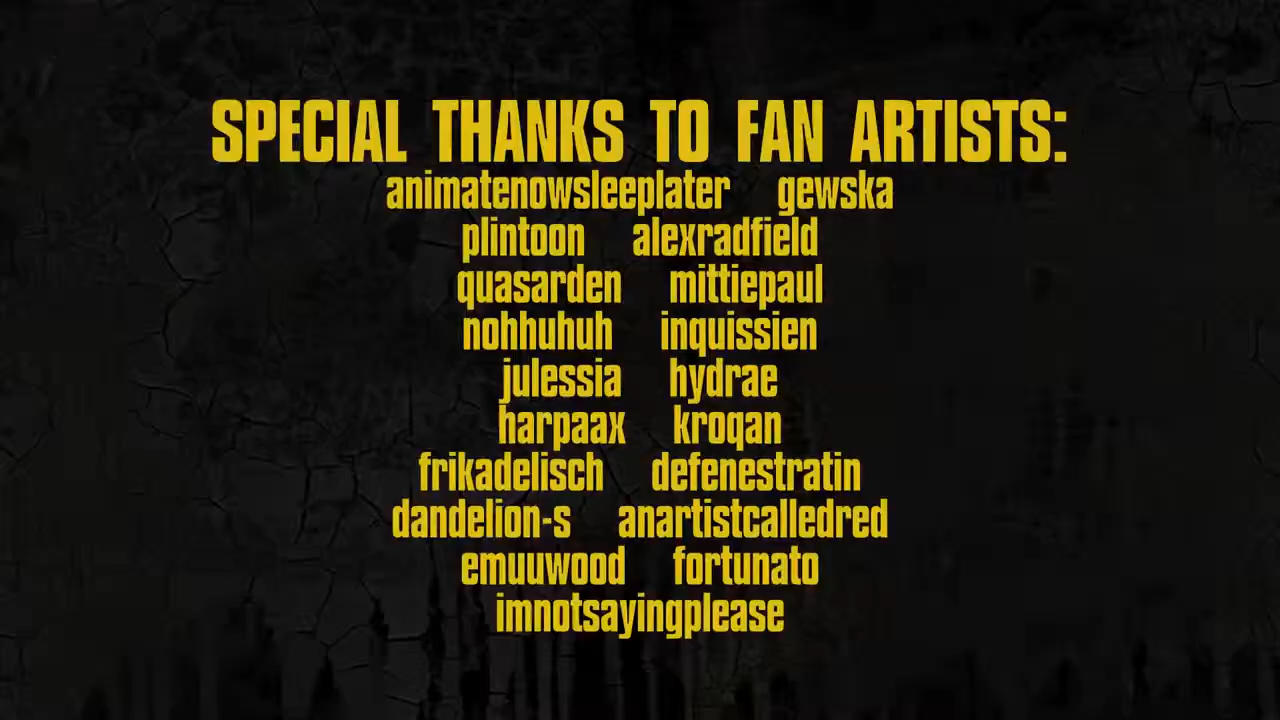 SPECIAL THANKS TO FAN ARTISTS:
animatenowsleeplater gewska
plintoon alexradfield
quasarden mittiepaul
nohhuhuh inquissien
julessia hydrae
harpaax kroqan
frikadelisch defenestratin
dandelion-s anartistcalledred
emuuwood fortunato
imnotsayingplease